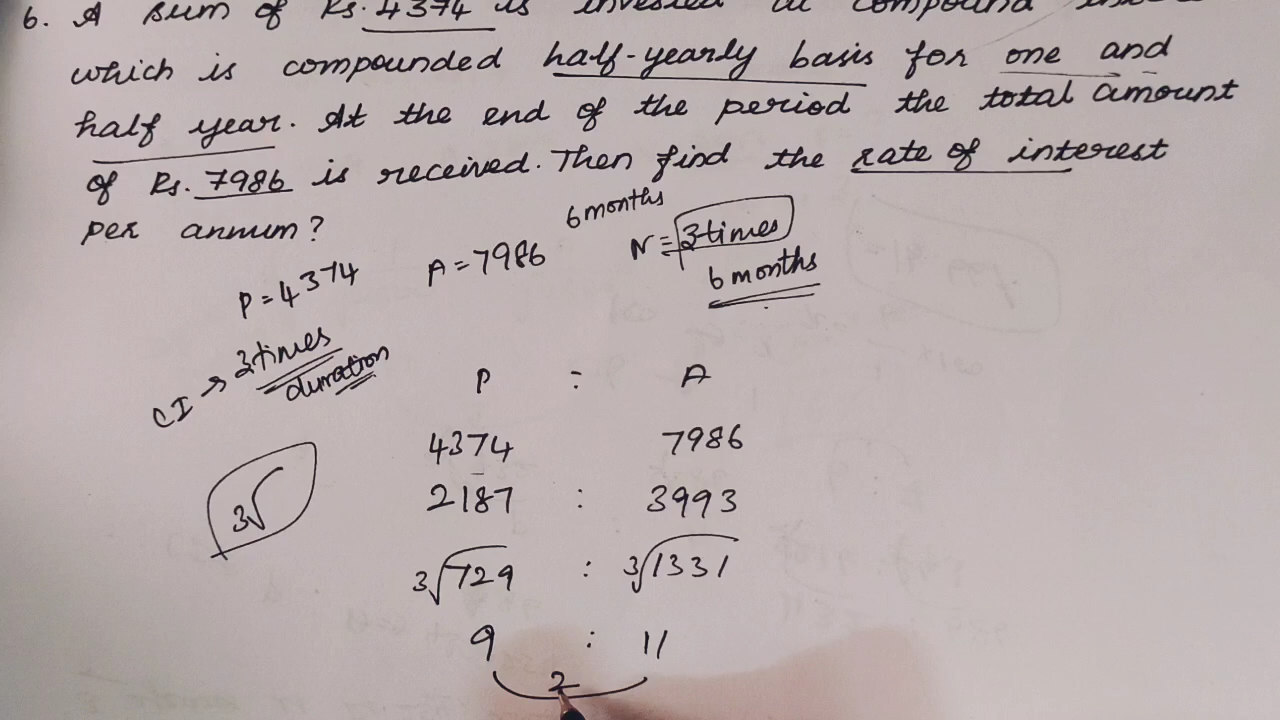 6. A sum of Rs. 4374 is invested at compound
which is compounded half-yearly basis for one and
half year. At the end of the period the total amount
of Rs. 7986 is received. Then find the rate of interest
per annum?
6 months
P = 4374 A = 7986 N = 3 times
6 months
CI → 3 times
duration
P : A
4374 7986
2187 : 3993
3√
3√729 : 3√1331
9 : 11
2